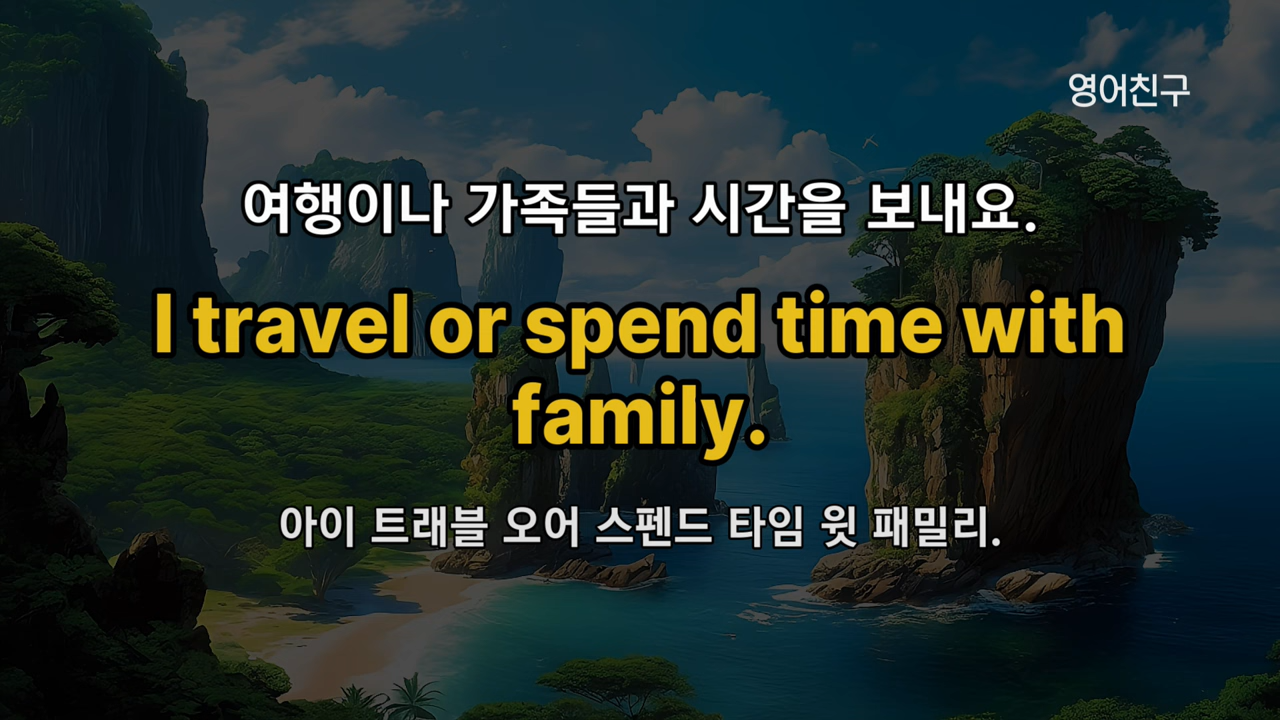 영어친구
여행이나 가족들과 시간을 보내요.
I travel or spend time with
family.
아이 트래블 오어 스펜드 타임 윗 패밀리.